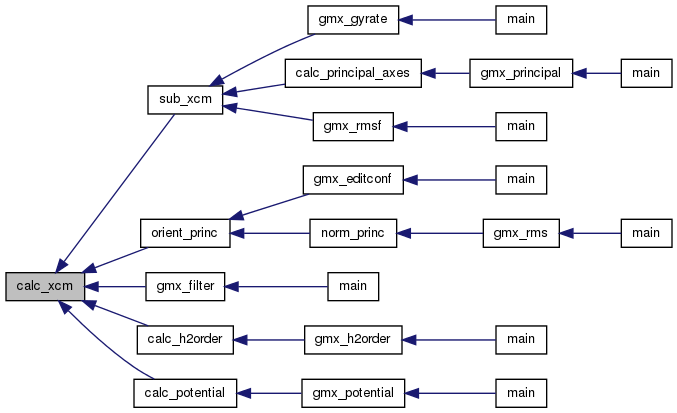 gmx_gyrate
main
calc_principal_axes
gmx_principal
main
sub_xcm
gmx_rmsf
main
gmx_editconf
main
orient_princ
norm_princ
gmx_rms
main
calc_xcm
gmx_filter
main
calc_h2order
gmx_h2order
main
calc_potential
gmx_potential
main